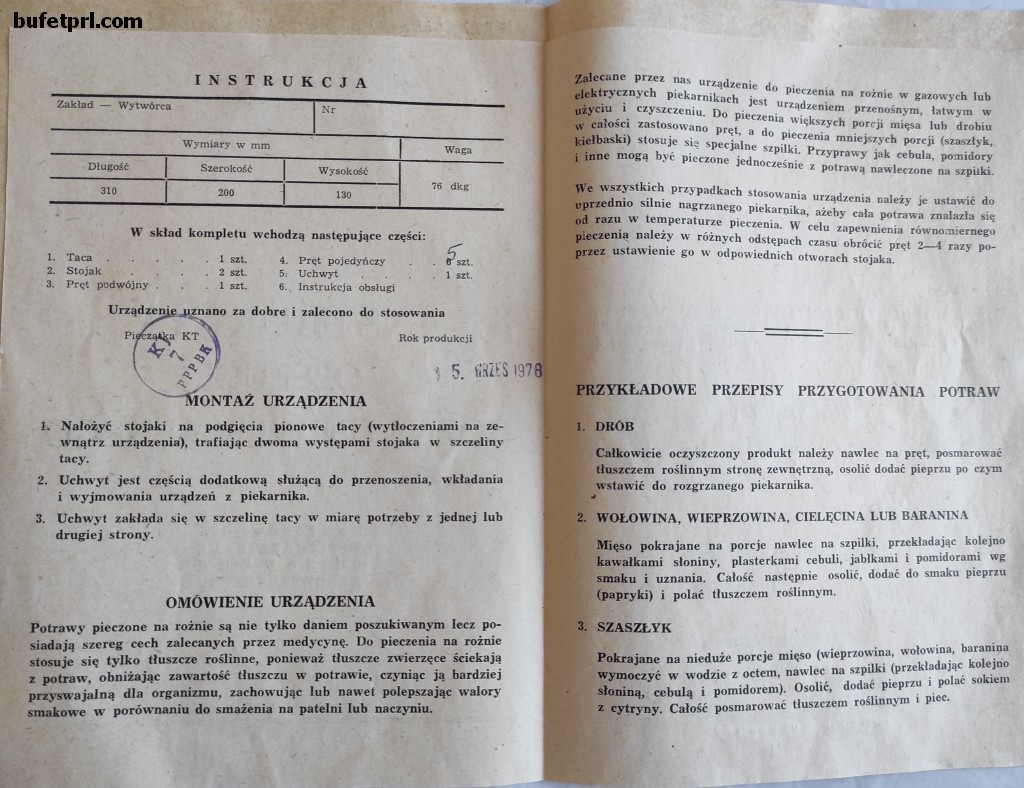 bufetprl.com
INSTRUKCJA
Zakład — Wytwórca
Nr
Wymiary w mm
Waga
Długość
Szerokość
Wysokość
310
200
130
76 dkg
W skład kompletu wchodzą następujące części:
1. Taca . . . . . 1 szt.
2. Stojak . . . . 2 szt.
3. Pręt podwójny . . . 1 szt.
4. Pręt pojedyńczy . . 5 szt.
5. Uchwyt . . . . 1 szt.
6. Instrukcja obsługi
Urządzenie uznano za dobre i zalecono do stosowania
Pieczątka KT
Rok produkcji
KJ
7
PPPBK
5. WRZES 1978
MONTAŻ URZĄDZENIA
1. Nałożyć stojaki na podgięcia pionowe tacy (wytłoczeniami na ze-
wnątrz urządzenia), trafiając dwoma występami stojaka w szczeliny
tacy.
2. Uchwyt jest częścią dodatkową służącą do przenoszenia, wkładania
i wyjmowania urządzeń z piekarnika.
3. Uchwyt zakłada się w szczelinę tacy w miarę potrzeby z jednej lub
drugiej strony.
OMÓWIENIE URZĄDZENIA
Potrawy pieczone na rożnie są nie tylko daniem poszukiwanym lecz po-
siadają szereg cech zalecanych przez medycynę. Do pieczenia na rożnie
stosuje się tylko tłuszcze roślinne, ponieważ tłuszcze zwierzęce ściekają
z potraw, obniżając zawartość tłuszczu w potrawie, czyniąc ją bardziej
przyswajalną dla organizmu, zachowując lub nawet polepszając walory
smakowe w porównaniu do smażenia na patelni lub naczyniu.
Zalecane przez nas urządzenie do pieczenia na rożnie w gazowych lub
elektrycznych piekarnikach jest urządzeniem przenośnym, łatwym w
użyciu i czyszczeniu. Do pieczenia większych porcji mięsa lub drobiu
w całości zastosowano pręt, a do pieczenia mniejszych porcji (szaszłyk,
kiełbaski) stosuje się specjalne szpilki. Przyprawy jak cebula, pomidory
i inne mogą być pieczone jednocześnie z potrawą nawleczone na szpilki.
We wszystkich przypadkach stosowania urządzenia należy je ustawić do
uprzednio silnie nagrzanego piekarnika, ażeby cała potrawa znalazła się
od razu w temperaturze pieczenia. W celu zapewnienia równomiernego
pieczenia należy w różnych odstępach czasu obrócić pręt 2—4 razy po-
przez ustawienie go w odpowiednich otworach stojaka.
PRZYKŁADOWE PRZEPISY PRZYGOTOWANIA POTRAW
1. DRÓB
Całkowicie oczyszczony produkt należy nawlec na pręt, posmarować
tłuszczem roślinnym stronę zewnętrzną, osolić dodać pieprzu po czym
wstawić do rozgrzanego piekarnika.
2. WOŁOWINA, WIEPRZOWINA, CIELĘCINA LUB BARANINA
Mięso pokrajane na porcje nawlec na szpilki, przekładając kolejno
kawałkami słoniny, plasterkami cebuli, jabłkami i pomidorami wg
smaku i uznania. Całość następnie osolić, dodać do smaku pieprzu
(papryki) i polać tłuszczem roślinnym.
3. SZASZŁYK
Pokrajane na nieduże porcje mięso (wieprzowina, wołowina, baranina
wymoczyć w wodzie z octem, nawlec na szpilki (przekładając kolejno
słoniną, cebulą i pomidorem). Osolić, dodać pieprzu i polać sokiem
z cytryny. Całość posmarować tłuszczem roślinnym i piec.